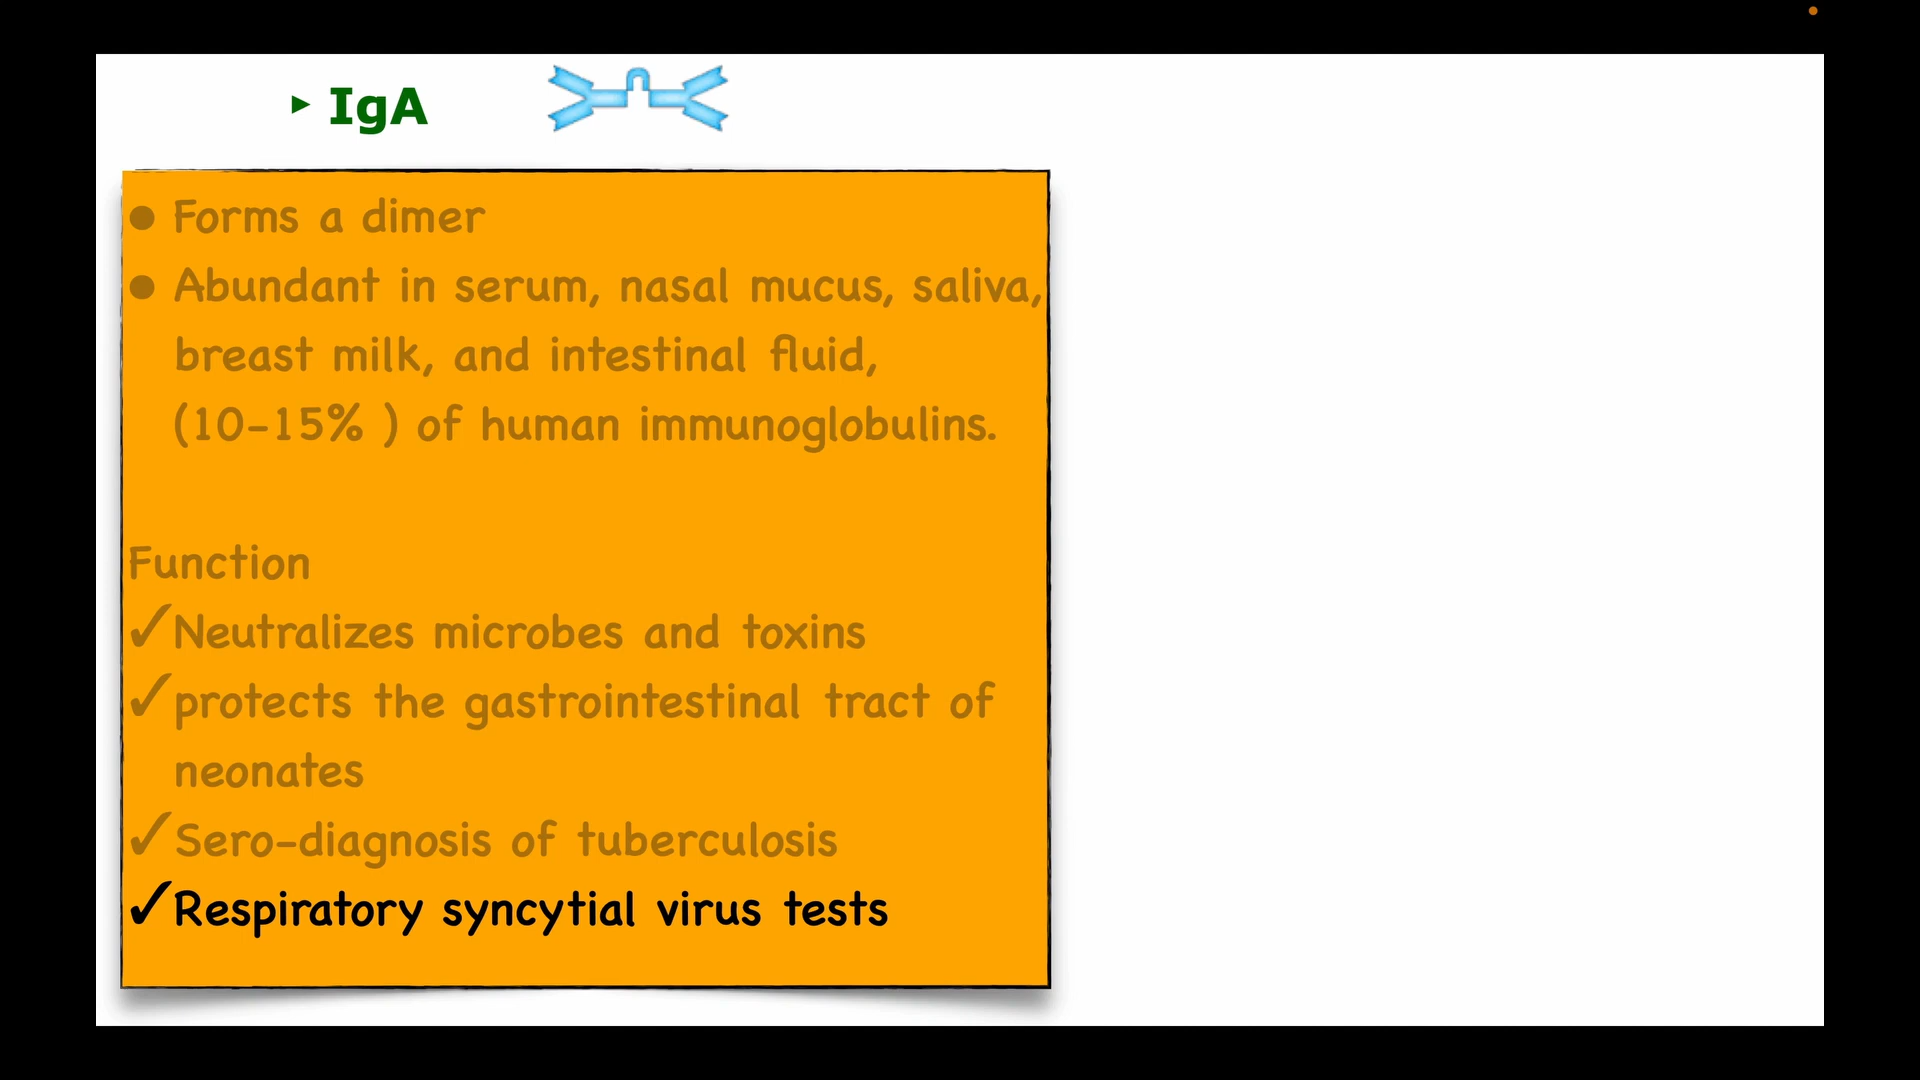 ▸ IgA
● Forms a dimer
● Abundant in serum, nasal mucus, saliva,
breast milk, and intestinal fluid,
(10-15% ) of human immunoglobulins.
Function
✓Neutralizes microbes and toxins
✓protects the gastrointestinal tract of
neonates
✓Sero-diagnosis of tuberculosis
✓Respiratory syncytial virus tests